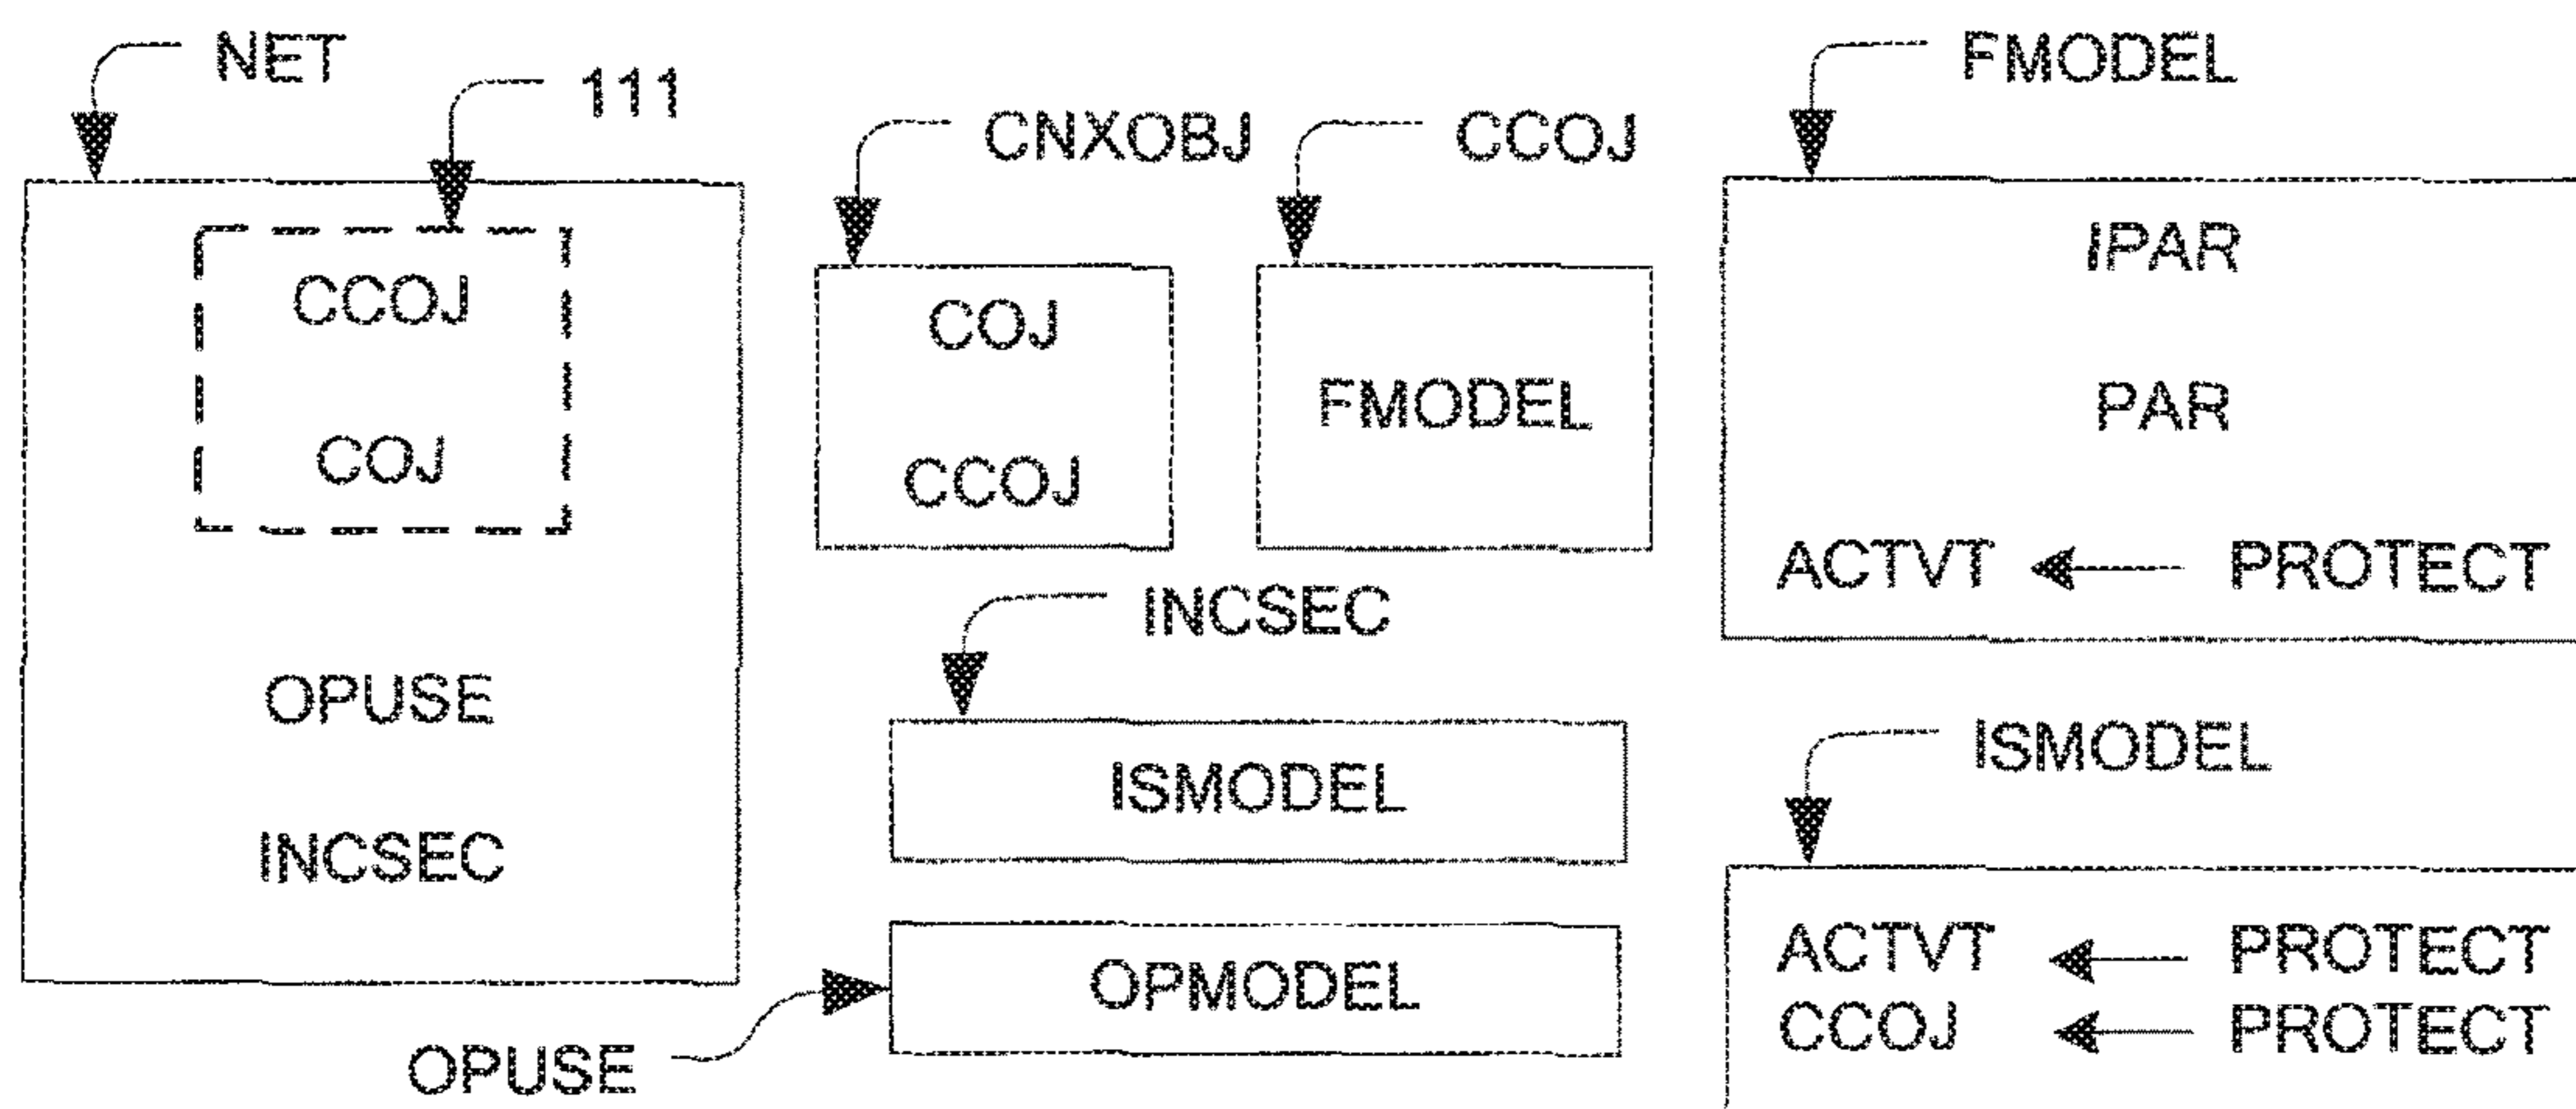 NET
111
CCOJ
COJ
OPUSE
INCSEC
CNXOBJ
COJ
CCOJ
CCOJ
FMODEL
INCSEC
ISMODEL
OPMODEL
OPUSE
FMODEL
IPAR
PAR
ACTVT PROTECT
ISMODEL
ACTVT PROTECT
CCOJ PROTECT